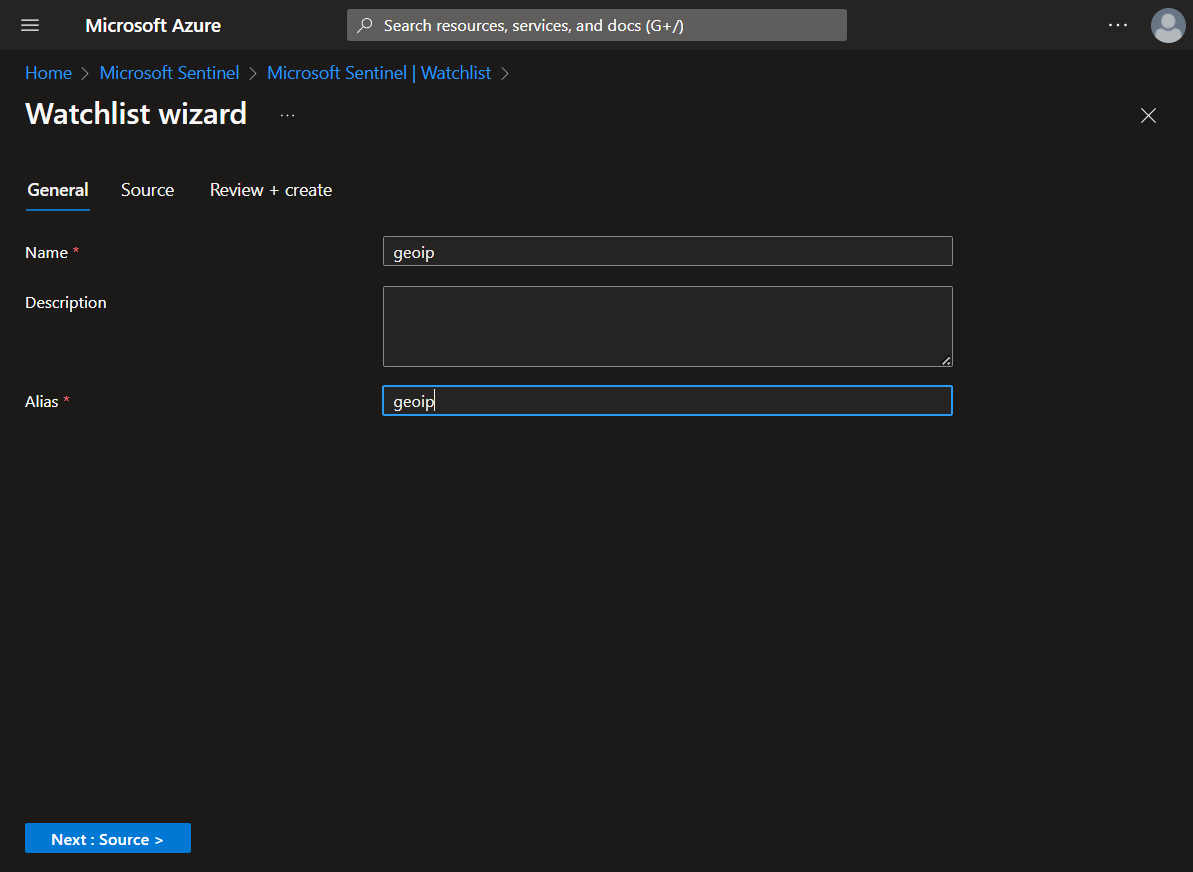 Microsoft Azure
Search resources, services, and docs (G+/)
...
Home > Microsoft Sentinel > Microsoft Sentinel | Watchlist >
Watchlist wizard ...
General Source Review + create
Name * geoip
Description
Alias * geoip
Next : Source >